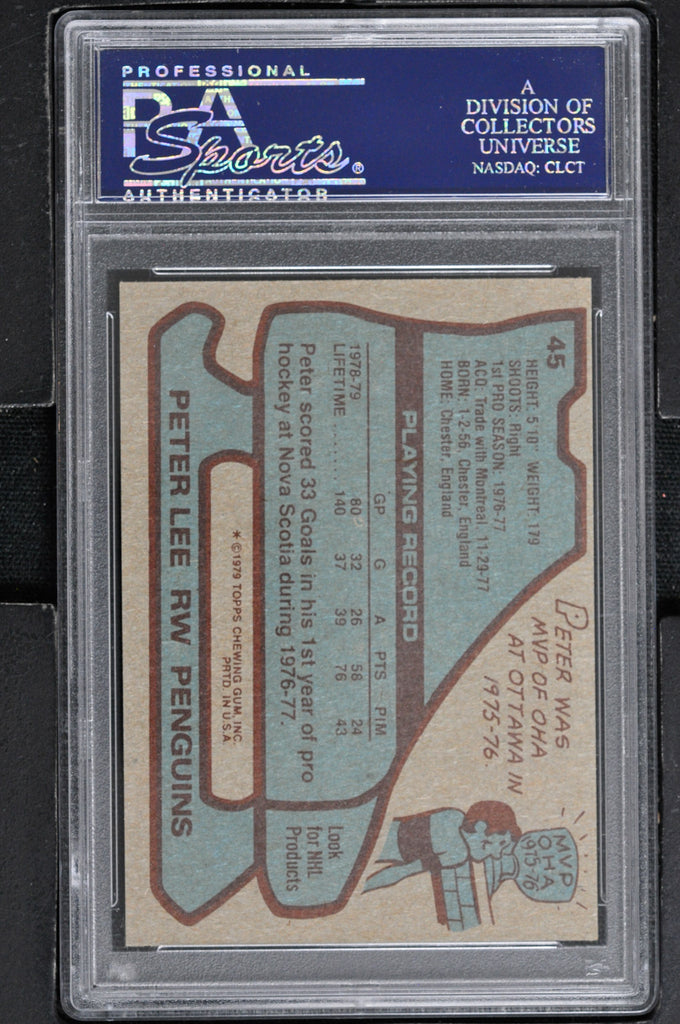 PROFESSIONAL
PSA
Sports®
AUTHENTICATOR
A
DIVISION OF
COLLECTORS
UNIVERSE
NASDAQ: CLCT
45
HEIGHT: 5'10" WEIGHT: 179
SHOOTS: Right
1st PRO SEASON: 1976-77
ACQ: Trade with Montreal, 11-29-77
BORN: 1-2-56, Chester, England
HOME: Chester, England
PETER WAS
MVP OF OHA
AT OTTAWA IN
1975-76.
MVP
OHA
1975-76
PLAYING RECORD
GP G A PTS PIM
1978-79 80 32 26 58 24
LIFETIME ........ 140 37 39 76 43
Peter scored 33 Goals in his 1st year of pro
hockey at Nova Scotia during 1976-77.
Look
for NHL
Products
* ©1979 TOPPS CHEWING GUM, INC.
PRTD. IN U.S.A.
PETER LEE RW PENGUINS